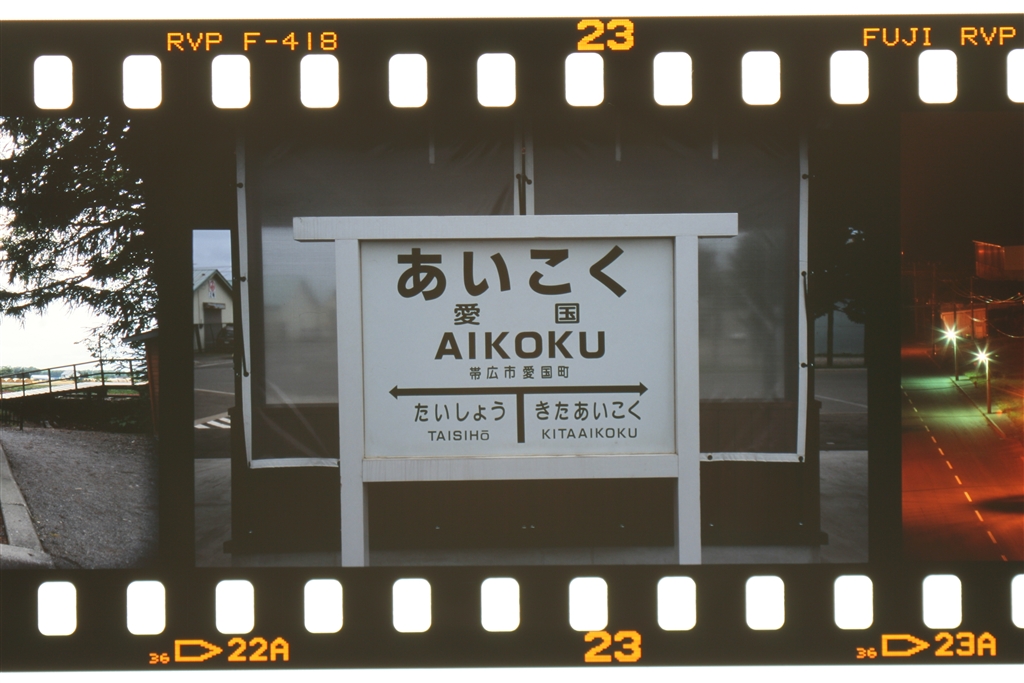 RVP F-418 23 FUJI RVP
あいこく
愛 国
AIKOKU
帯広市愛国町
たいしょう きたあいこく
TAISIHō KITAAIKOKU
36 22A 23 36 23A